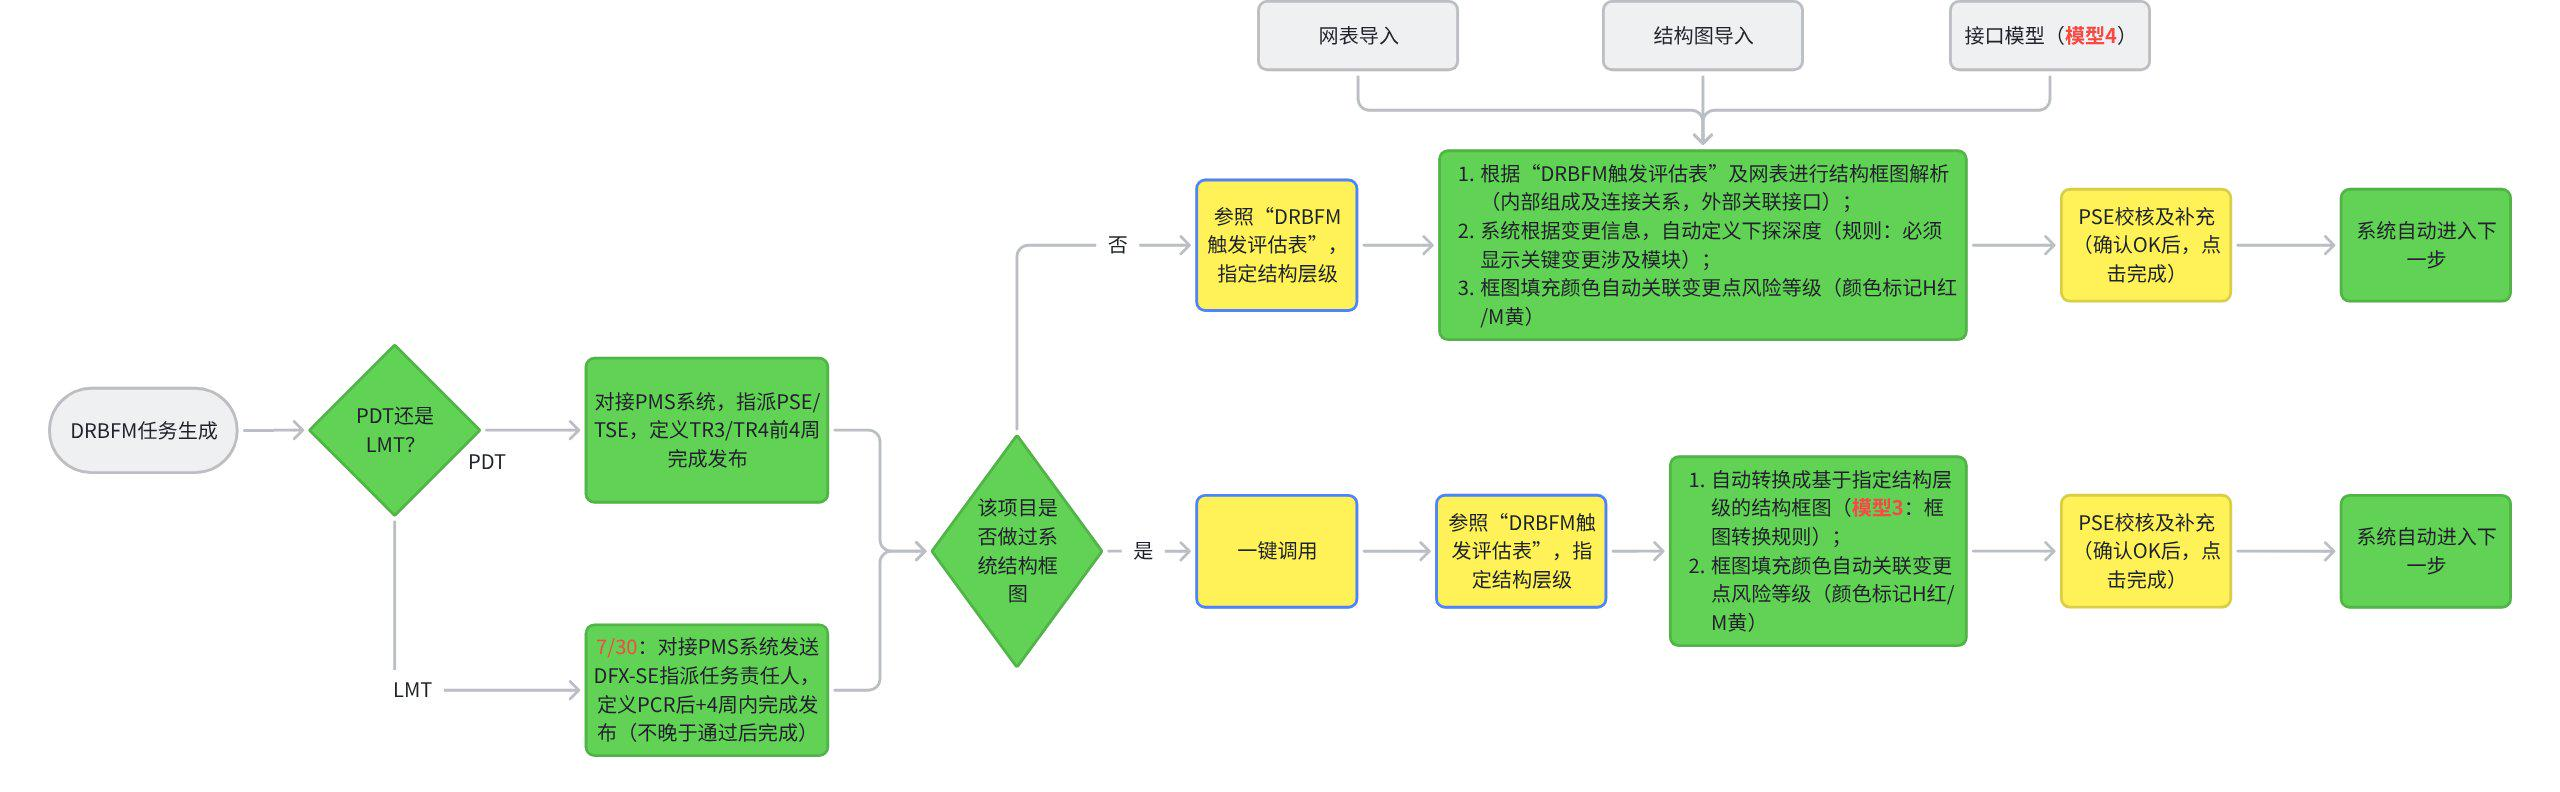 网表导入
结构图导入
接口模型（模型4）
1. 根据“DRBFM触发评估表”及网表进行结构框图解析
（内部组成及连接关系，外部关联接口）；
2. 系统根据变更信息，自动定义下探深度（规则：必须
显示关键变更涉及模块）；
3. 框图填充颜色自动关联变更点风险等级（颜色标记H红
/M黄）
参照“DRBFM
触发评估表”，
指定结构层级
否
PSE校核及补充
（确认OK后，点
击完成）
系统自动进入下
一步
DRBFM任务生成
PDT还是
LMT？
PDT
对接PMS系统，指派PSE/
TSE，定义TR3/TR4前4周
完成发布
LMT
7/30：对接PMS系统发送
DFX-SE指派任务责任人，
定义PCR后+4周内完成发
布（不晚于通过后完成）
该项目是
否做过系
统结构框
图
是
一键调用
参照“DRBFM触
发评估表”，指
定结构层级
1. 自动转换成基于指定结构层
级的结构框图（模型3：框
图转换规则）；
2. 框图填充颜色自动关联变更
点风险等级（颜色标记H红/
M黄）
PSE校核及补充
（确认OK后，点
击完成）
系统自动进入下
一步